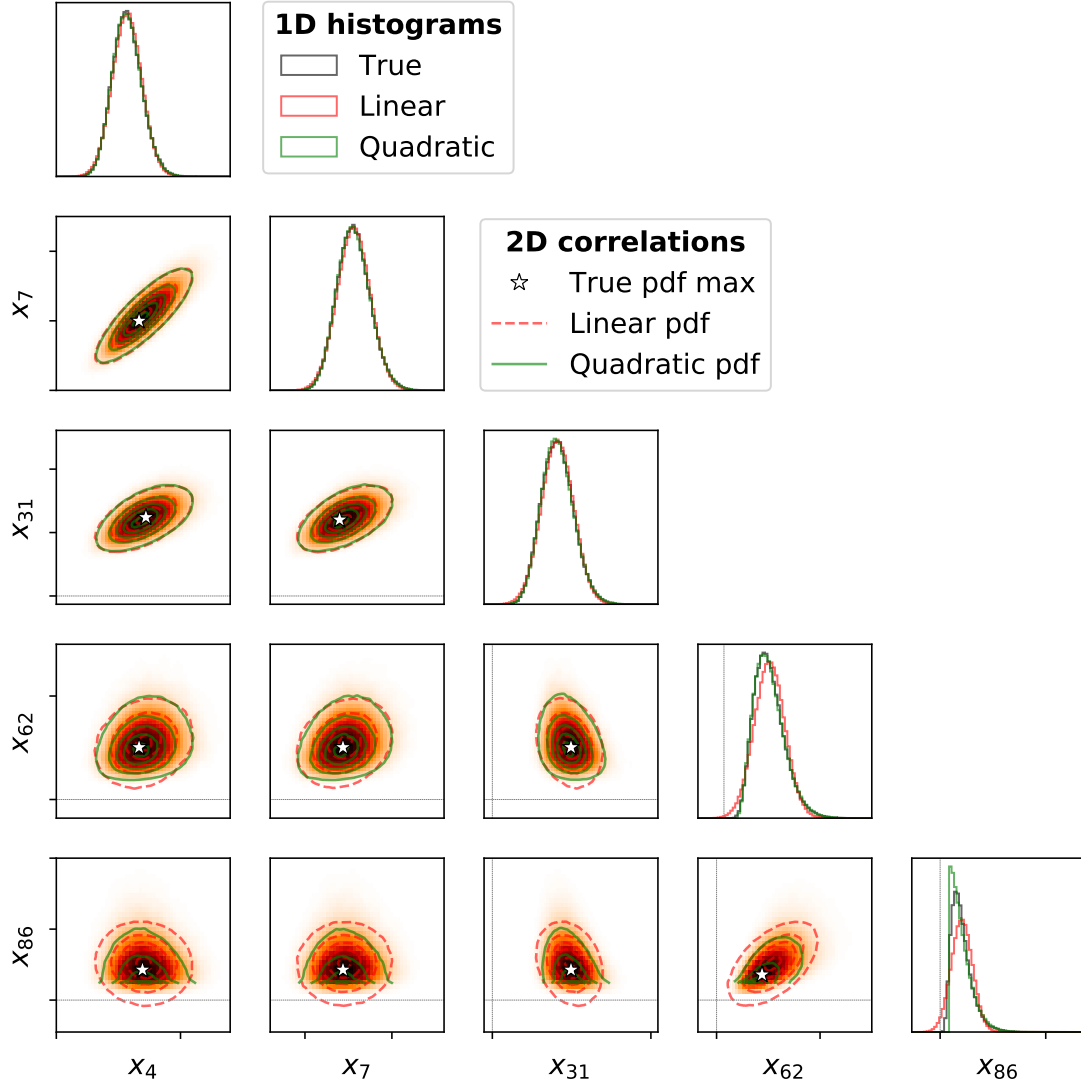 1D histograms
True
Linear
Quadratic
2D correlations
True pdf max
Linear pdf
Quadratic pdf
x7
x31
x62
x86
x4
x7
x31
x62
x86